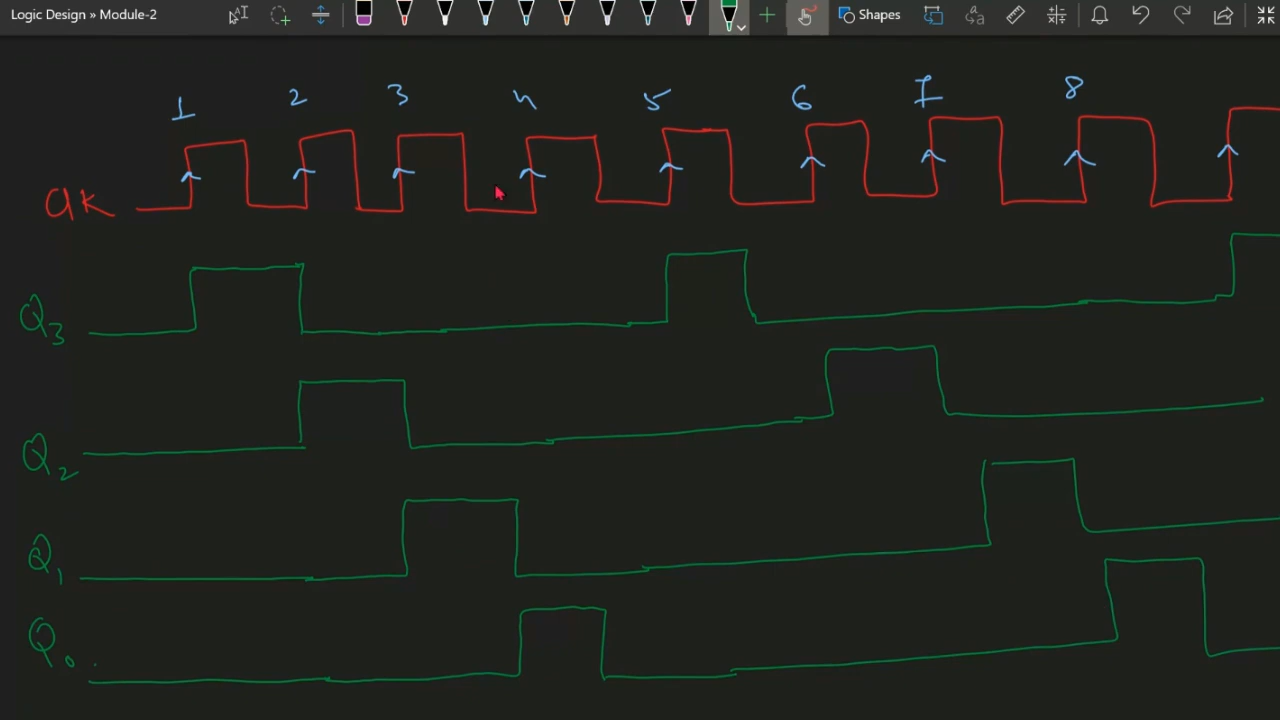 Logic Design » Module-2
Shapes
1 2 3 4 5 6 7 8
clk
Q3
Q2
Q1
Q0